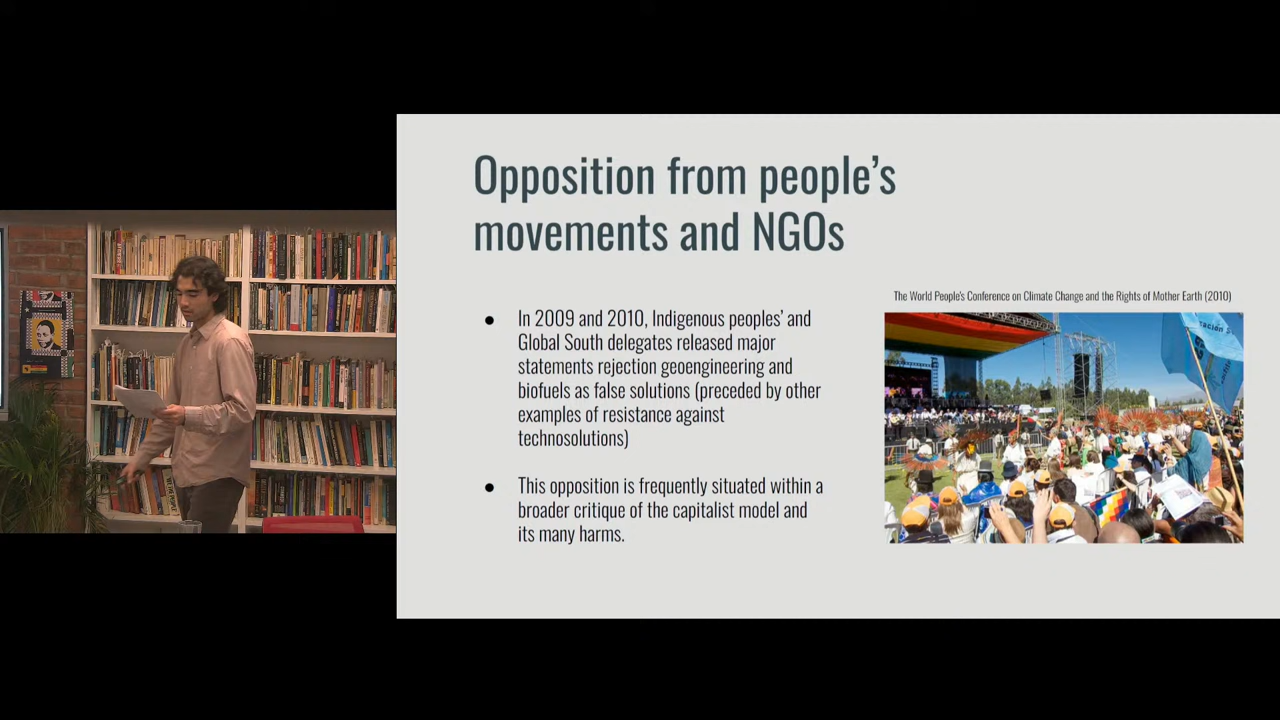 Opposition from people's
movements and NGOs
The World People's Conference on Climate Change and the Rights of Mother Earth (2010)
● In 2009 and 2010, Indigenous peoples' and
Global South delegates released major
statements rejection geoengineering and
biofuels as false solutions (preceded by other
examples of resistance against
technosolutions)
● This opposition is frequently situated within a
broader critique of the capitalist model and
its many harms.